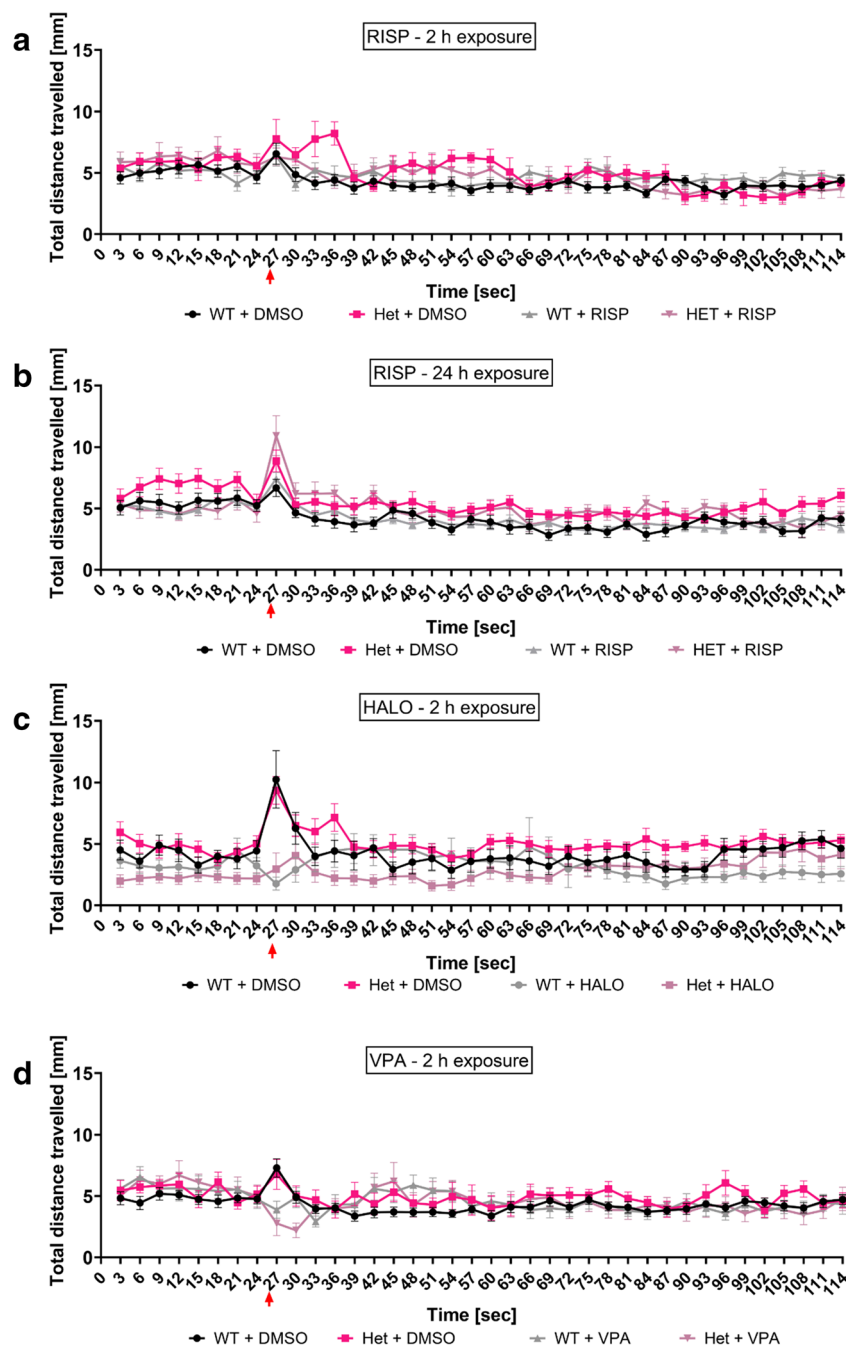 a
RISP - 2 h exposure
Total distance travelled [mm]
15
10
5
0
0 3 6 9 12 15 18 21 24 27 30 33 36 39 42 45 48 51 54 57 60 63 66 69 72 75 78 81 84 87 90 93 96 99 102 105 108 111 114
Time [sec]
WT + DMSO Het + DMSO WT + RISP HET + RISP
b
RISP - 24 h exposure
Total distance travelled [mm]
15
10
5
0
0 3 6 9 12 15 18 21 24 27 30 33 36 39 42 45 48 51 54 57 60 63 66 69 72 75 78 81 84 87 90 93 96 99 102 105 108 111 114
Time [sec]
WT + DMSO Het + DMSO WT + RISP HET + RISP
c
HALO - 2 h exposure
Total distance travelled [mm]
15
10
5
0
0 3 6 9 12 15 18 21 24 27 30 33 36 39 42 45 48 51 54 57 60 63 66 69 72 75 78 81 84 87 90 93 96 99 102 105 108 111 114
Time [sec]
WT + DMSO Het + DMSO WT + HALO Het + HALO
d
VPA - 2 h exposure
Total distance travelled [mm]
15
10
5
0
0 3 6 9 12 15 18 21 24 27 30 33 36 39 42 45 48 51 54 57 60 63 66 69 72 75 78 81 84 87 90 93 96 99 102 105 108 111 114
Time [sec]
WT + DMSO Het + DMSO WT + VPA Het + VPA